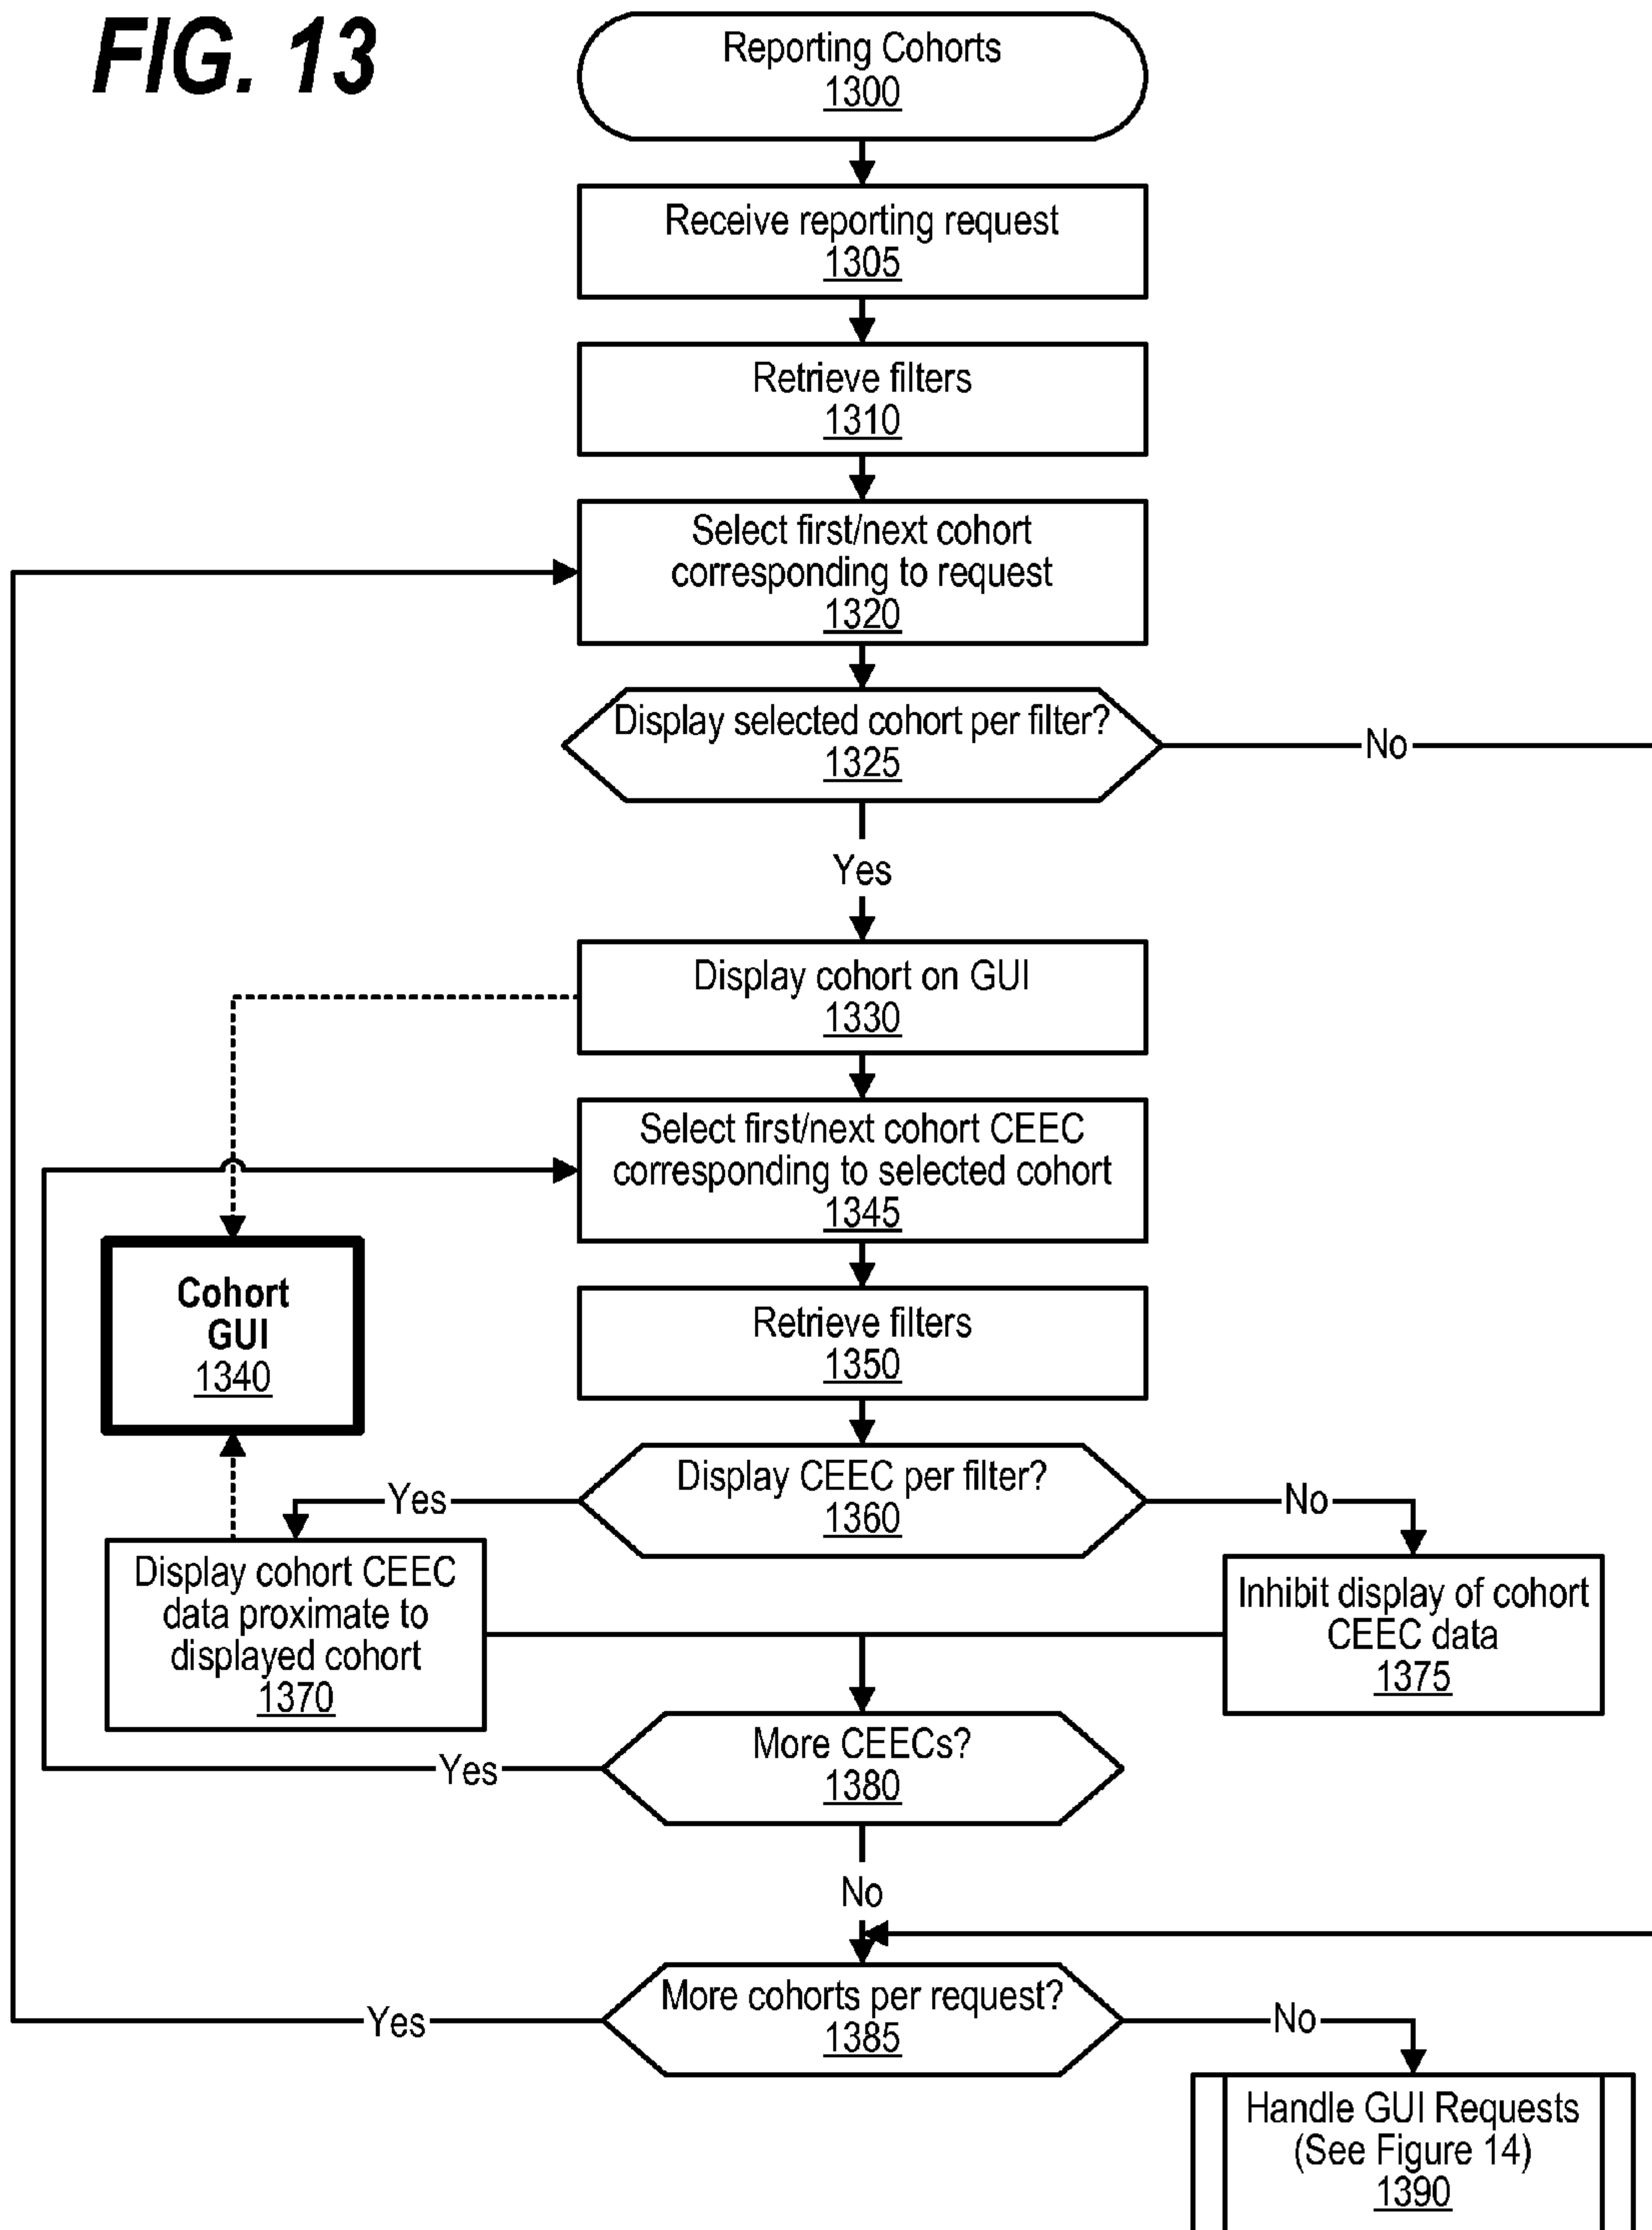 FIG. 13
Reporting Cohorts
1300
Receive reporting request
1305
Retrieve filters
1310
Select first/next cohort
corresponding to request
1320
Display selected cohort per filter?
1325
No
Yes
Display cohort on GUI
1330
Select first/next cohort CEEC
corresponding to selected cohort
1345
Cohort
GUI
1340
Retrieve filters
1350
Display CEEC per filter?
1360
Yes
No
Display cohort CEEC
data proximate to
displayed cohort
1370
Inhibit display of cohort
CEEC data
1375
More CEECs?
1380
Yes
No
More cohorts per request?
1385
Yes
No
Handle GUI Requests
(See Figure 14)
1390